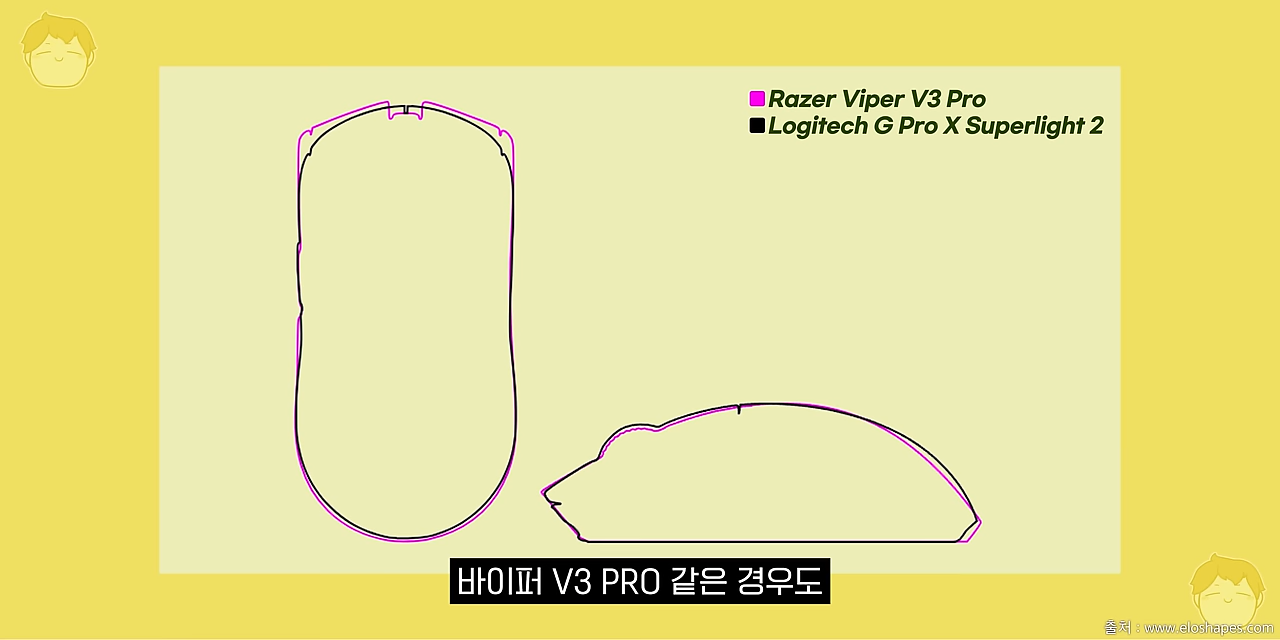 Razer Viper V3 Pro
Logitech G Pro X Superlight 2
바이퍼 V3 PRO 같은 경우도
출처 : www.eloshapes.com